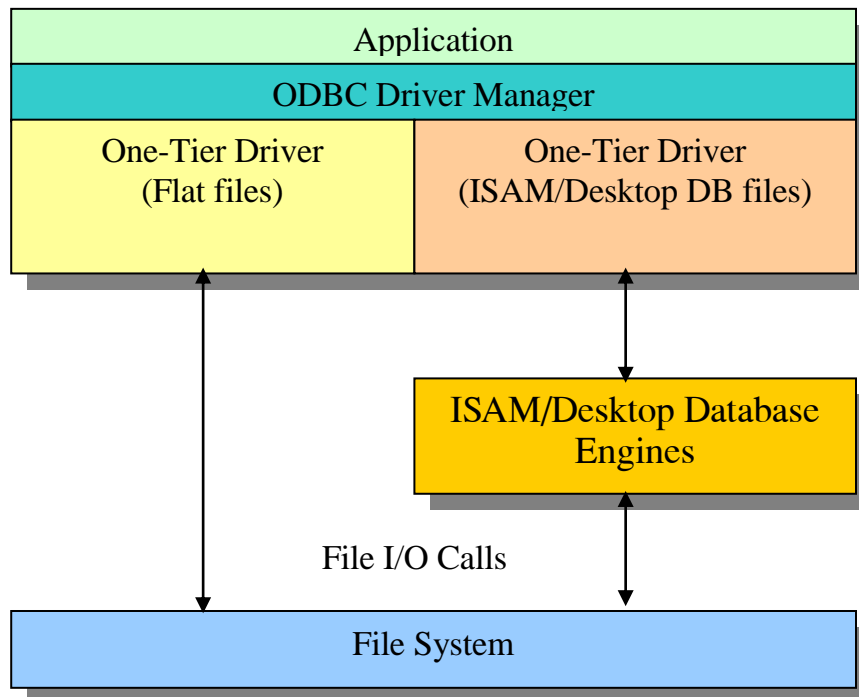 Application
ODBC Driver Manager
One-Tier Driver
(Flat files)
One-Tier Driver
(ISAM/Desktop DB files)
ISAM/Desktop Database
Engines
File I/O Calls
File System